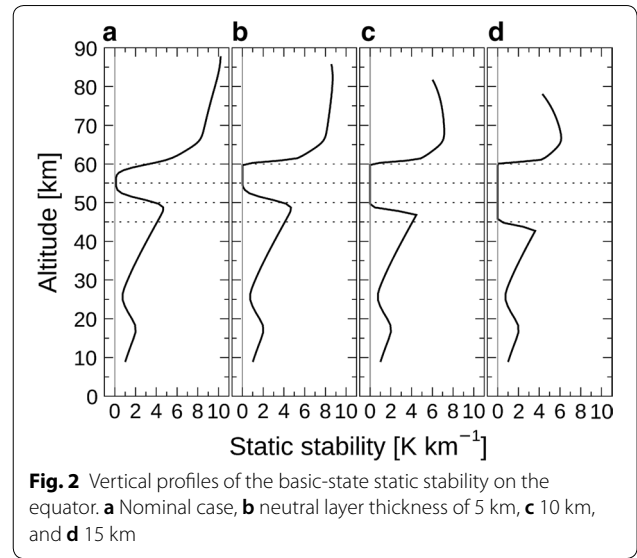 a b c d
90
80
70
60
50
40
30
20
10
0
Altitude [km]
0 2 4 6 8 10 0 2 4 6 8 10 0 2 4 6 8 10 0 2 4 6 8 10
Static stability [K km⁻¹]
Fig. 2 Vertical profiles of the basic-state static stability on the
equator. a Nominal case, b neutral layer thickness of 5 km, c 10 km,
and d 15 km